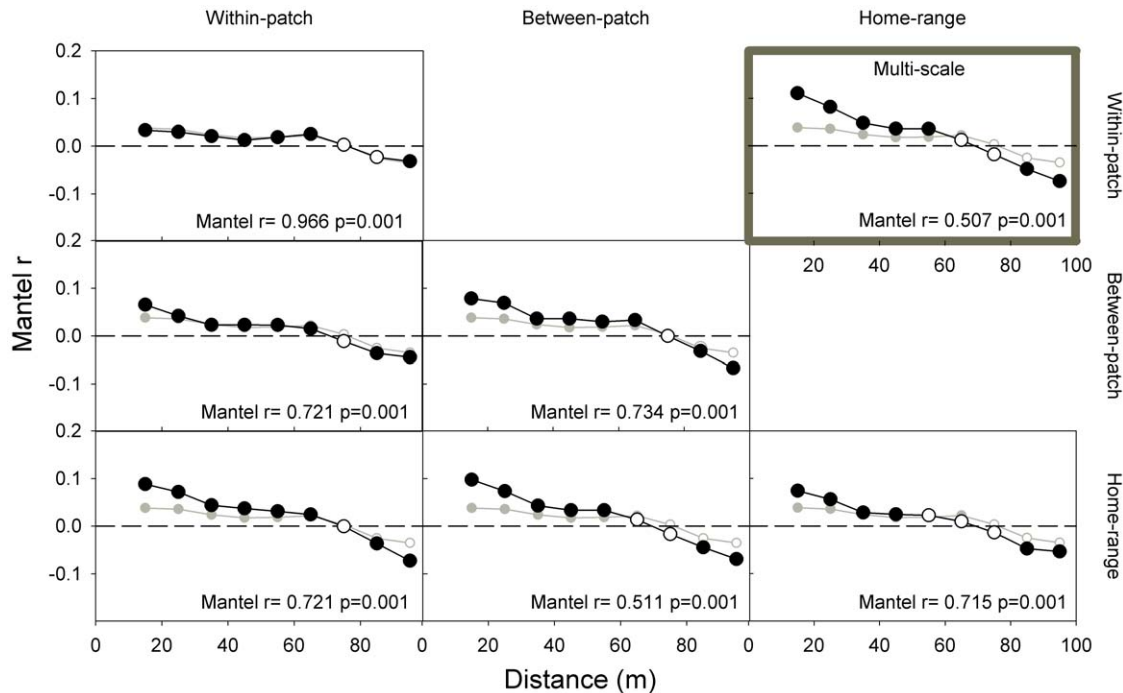 Within-patch Between-patch Home-range
0.2
0.1
0.0
-0.1
Mantel r= 0.966 p=0.001
Multi-scale
Mantel r= 0.507 p=0.001
20 40 60 80 100
Within-patch
Mantel r
0.2
0.1
0.0
-0.1
Mantel r= 0.721 p=0.001
Mantel r= 0.734 p=0.001
Between-patch
0.2
0.1
0.0
-0.1
Mantel r= 0.721 p=0.001
Mantel r= 0.511 p=0.001
Mantel r= 0.715 p=0.001
Home-range
0 20 40 60 80 0 20 40 60 80 0 20 40 60 80 100
Distance (m)